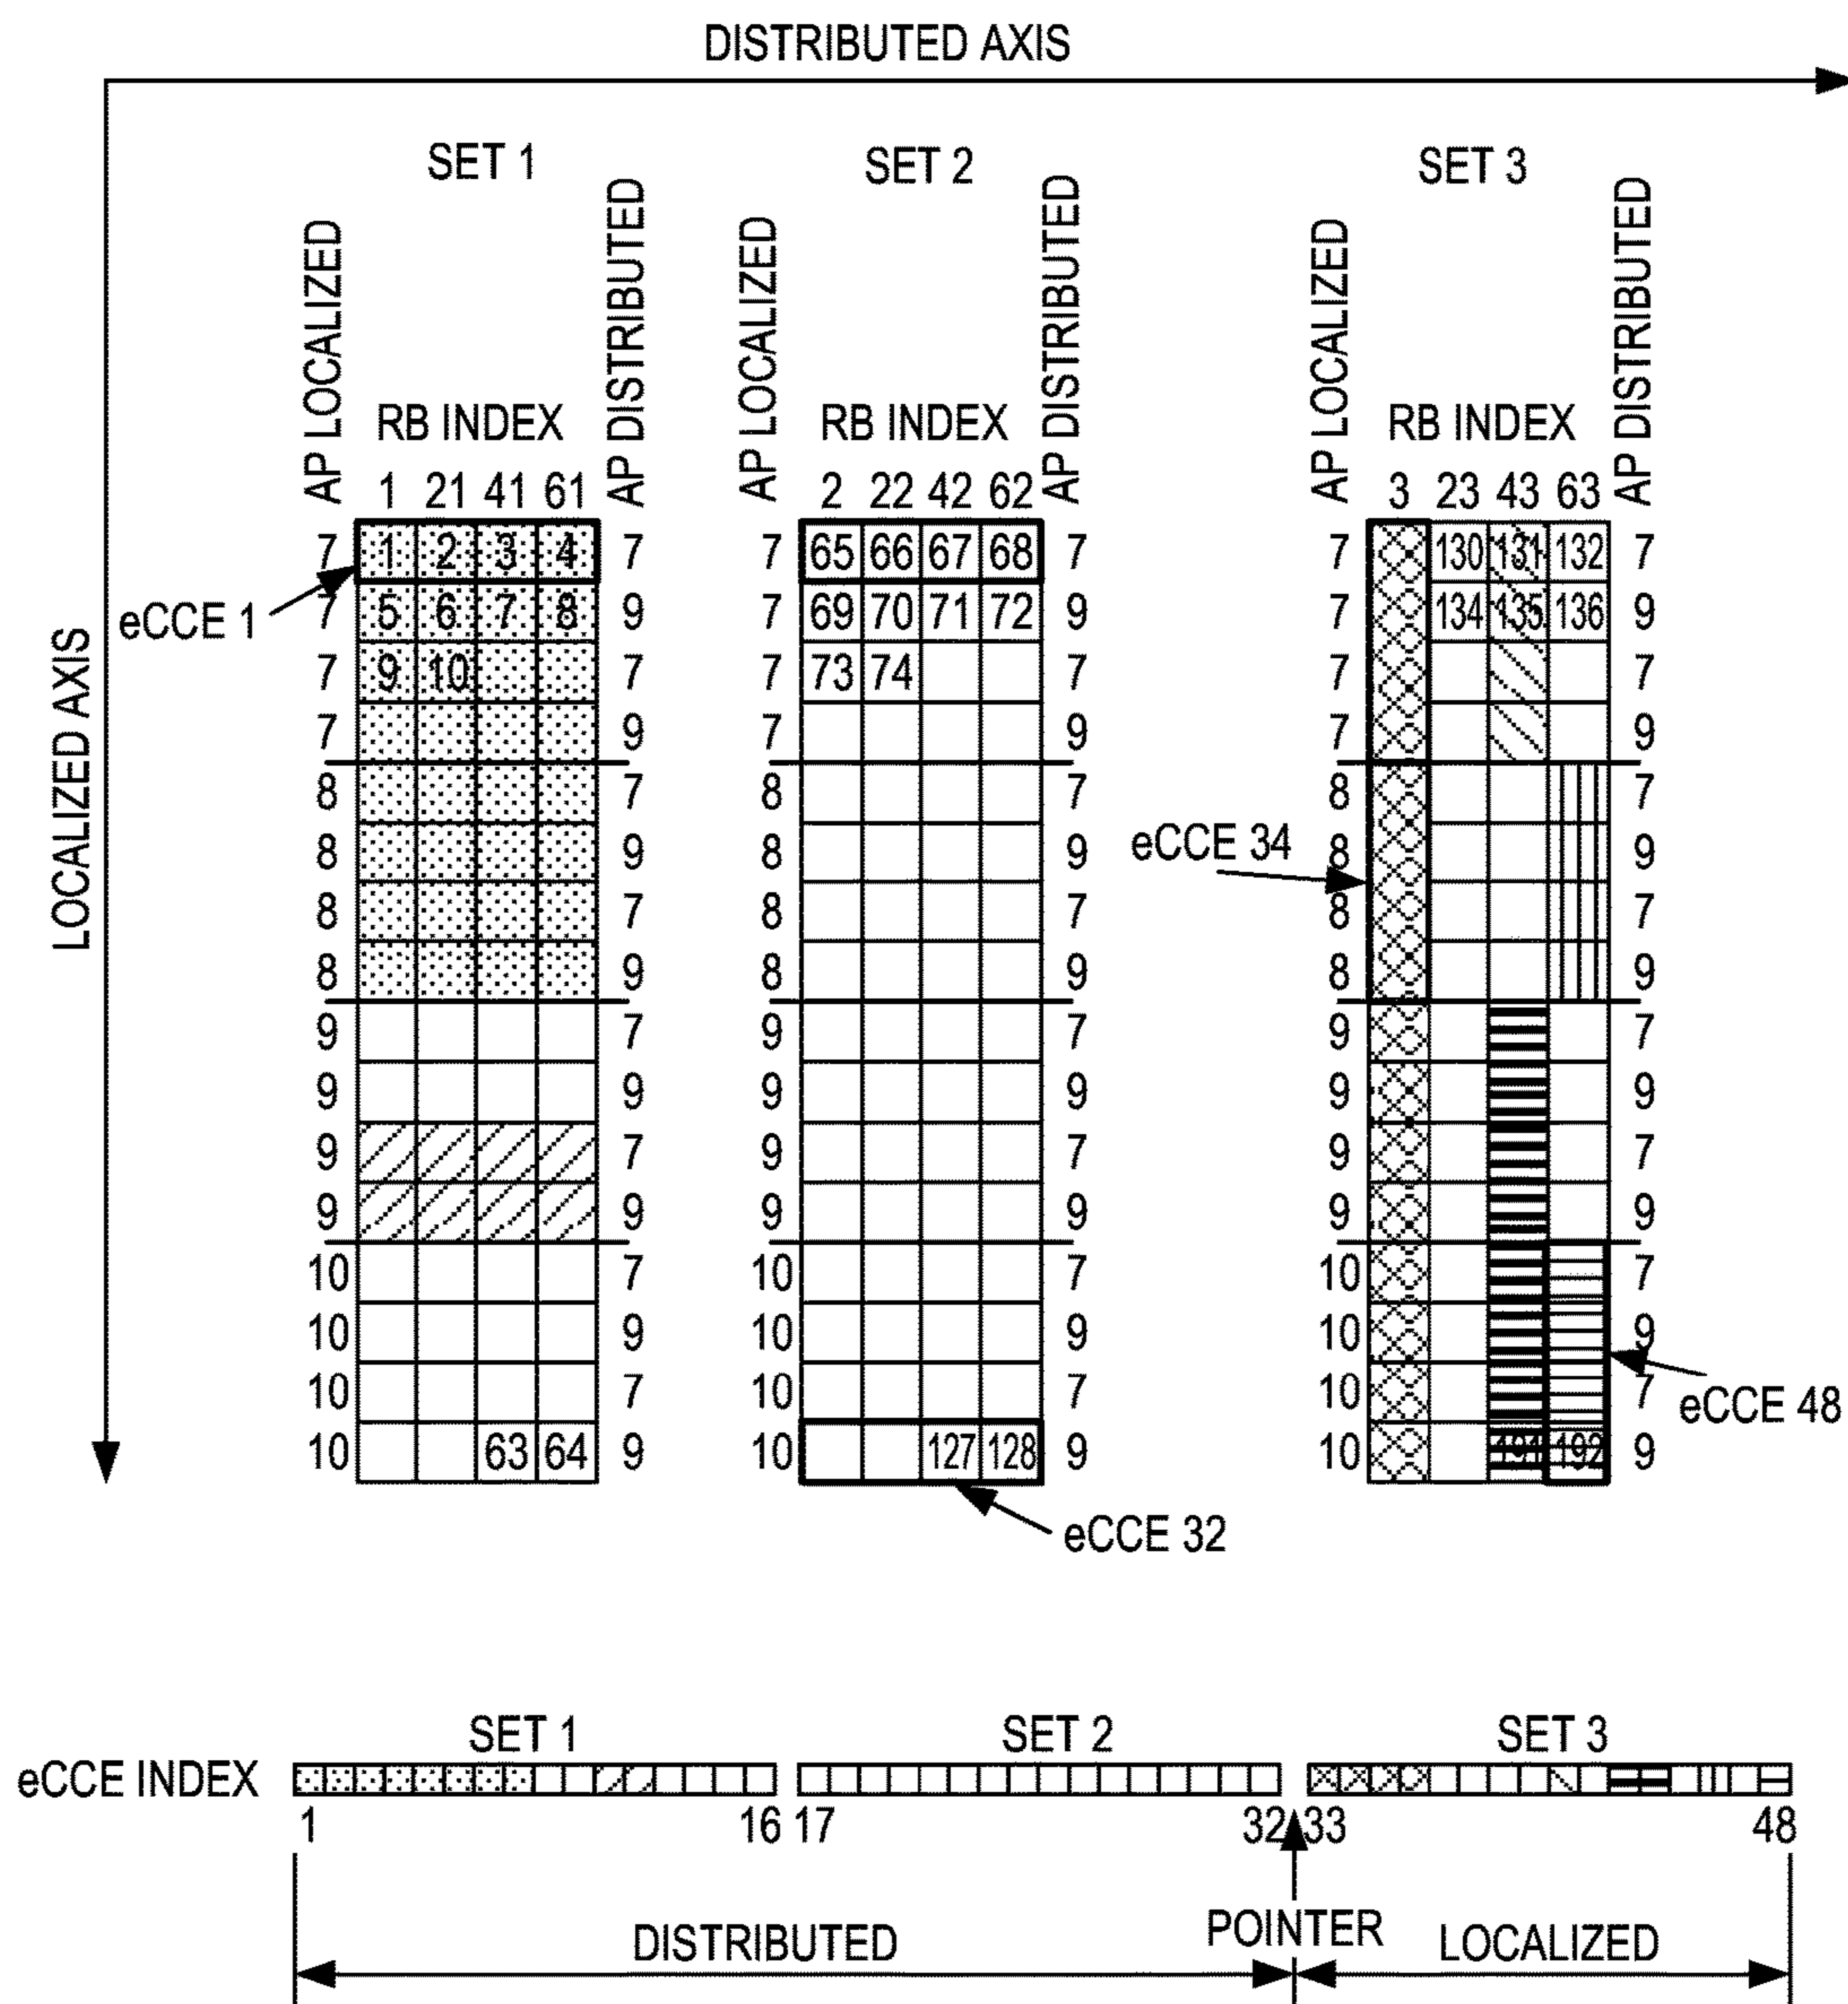 DISTRIBUTED AXIS
LOCALIZED AXIS
SET 1 SET 2 SET 3
AP LOCALIZED AP DISTRIBUTED AP LOCALIZED AP DISTRIBUTED AP LOCALIZED AP DISTRIBUTED
RB INDEX RB INDEX RB INDEX
1 21 41 61 2 22 42 62 3 23 43 63
7 1 2 3 4 7 7 65 66 67 68 7 7 130 131 132 7
eCCE 1
7 5 6 7 8 9 7 69 70 71 72 9 7 134 135 136 9
7 9 10 7 7 73 74 7 7 7
7 9 7 9 7 9
8 7 8 7 8 7
8 9 8 9 8 9
eCCE 34
8 7 8 7 8 7
8 9 8 9 8 9
9 7 9 7 9 7
9 9 9 9 9 9
9 7 9 7 9 7
9 9 9 9 9 9
10 7 10 7 10 7
10 9 10 9 10 9
10 7 10 7 10 7
eCCE 48
10 63 64 9 10 127 128 9 10 191 192 9
eCCE 32
SET 1 SET 2 SET 3
eCCE INDEX
1 16 17 32 33 48
POINTER
DISTRIBUTED LOCALIZED